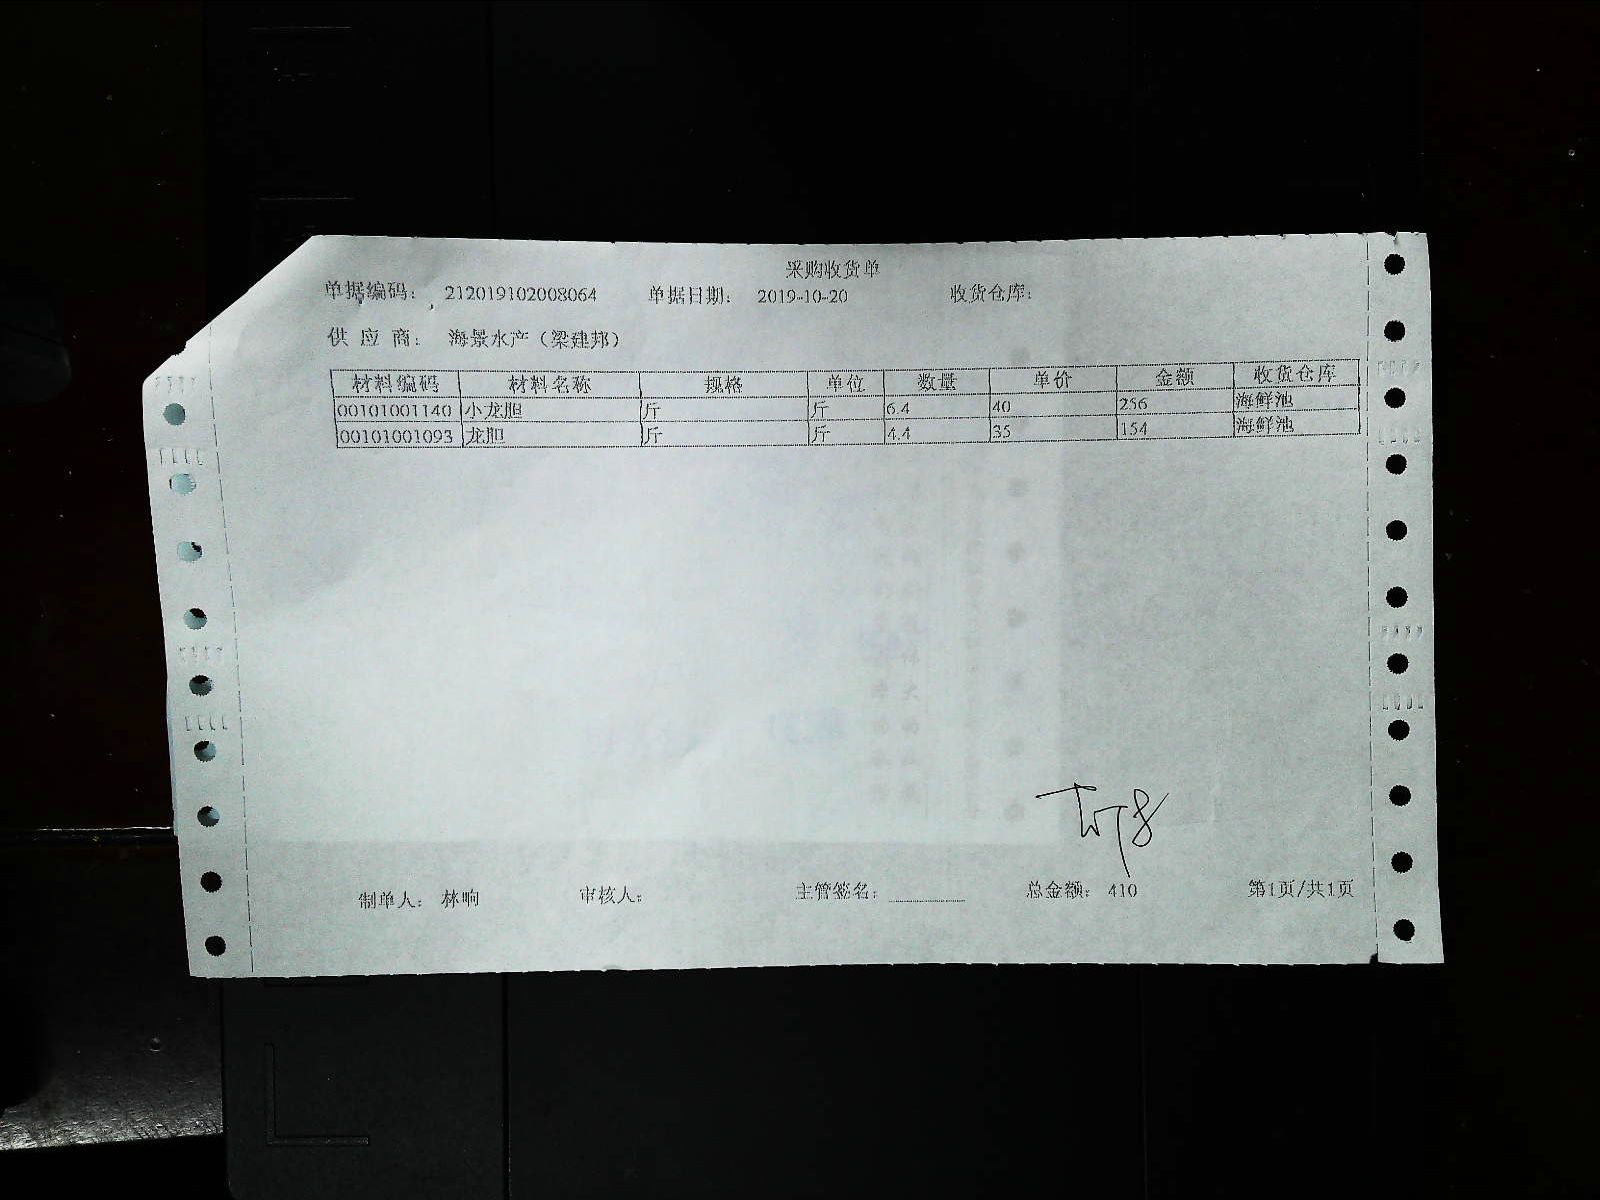 采购收货单
单据编码: 212019102008064 单据日期: 2019-10-20 收货仓库:
供 应 商: 海景水产（梁建邦）
材料编码 材料名称 规格 单位 数量 单价 金额 收货仓库
00101001140 小龙胆 斤 斤 6.4 40 256 海鲜池
00101001093 龙胆 斤 斤 4.4 35 154 海鲜池
制单人: 林响 审核人: 主管签名: 总金额: 410 第1页/共1页